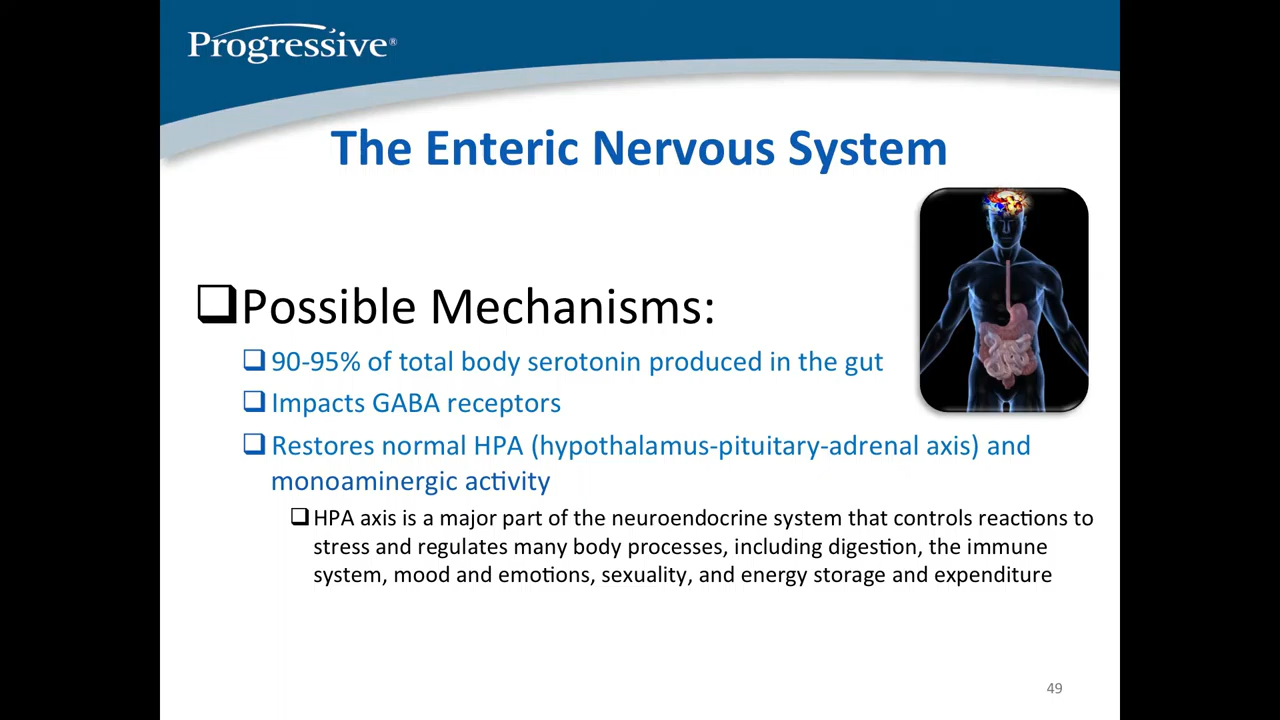 Progressive®
The Enteric Nervous System
❑Possible Mechanisms:
❑90-95% of total body serotonin produced in the gut
❑Impacts GABA receptors
❑Restores normal HPA (hypothalamus-pituitary-adrenal axis) and
monoaminergic activity
❑HPA axis is a major part of the neuroendocrine system that controls reactions to
stress and regulates many body processes, including digestion, the immune
system, mood and emotions, sexuality, and energy storage and expenditure
49